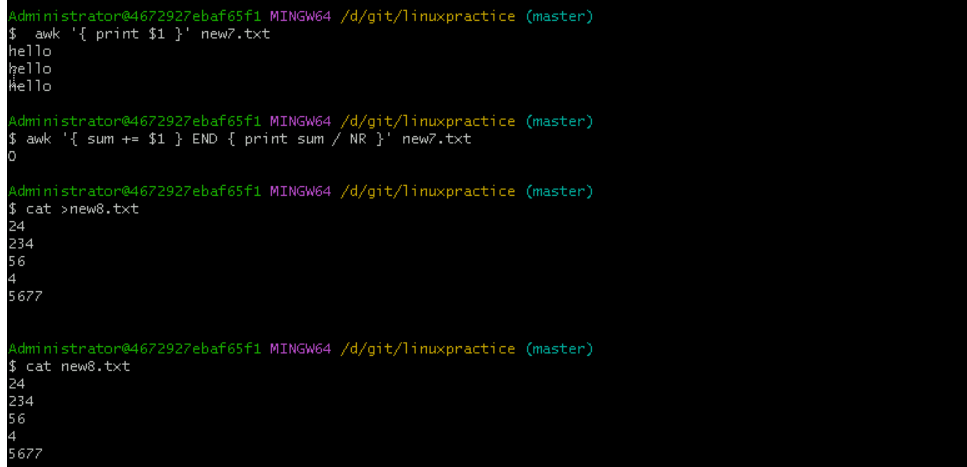 Administrator@4672927ebaf65f1 MINGW64 /d/git/linuxpractice (master)
$  awk '{ print $1 }' new7.txt
hello
hello
hello
Administrator@4672927ebaf65f1 MINGW64 /d/git/linuxpractice (master)
$ awk '{ sum += $1 } END { print sum / NR }' new7.txt
0
Administrator@4672927ebaf65f1 MINGW64 /d/git/linuxpractice (master)
$ cat >new8.txt
24
234
56
4
5677
Administrator@4672927ebaf65f1 MINGW64 /d/git/linuxpractice (master)
$ cat new8.txt
24
234
56
4
5677